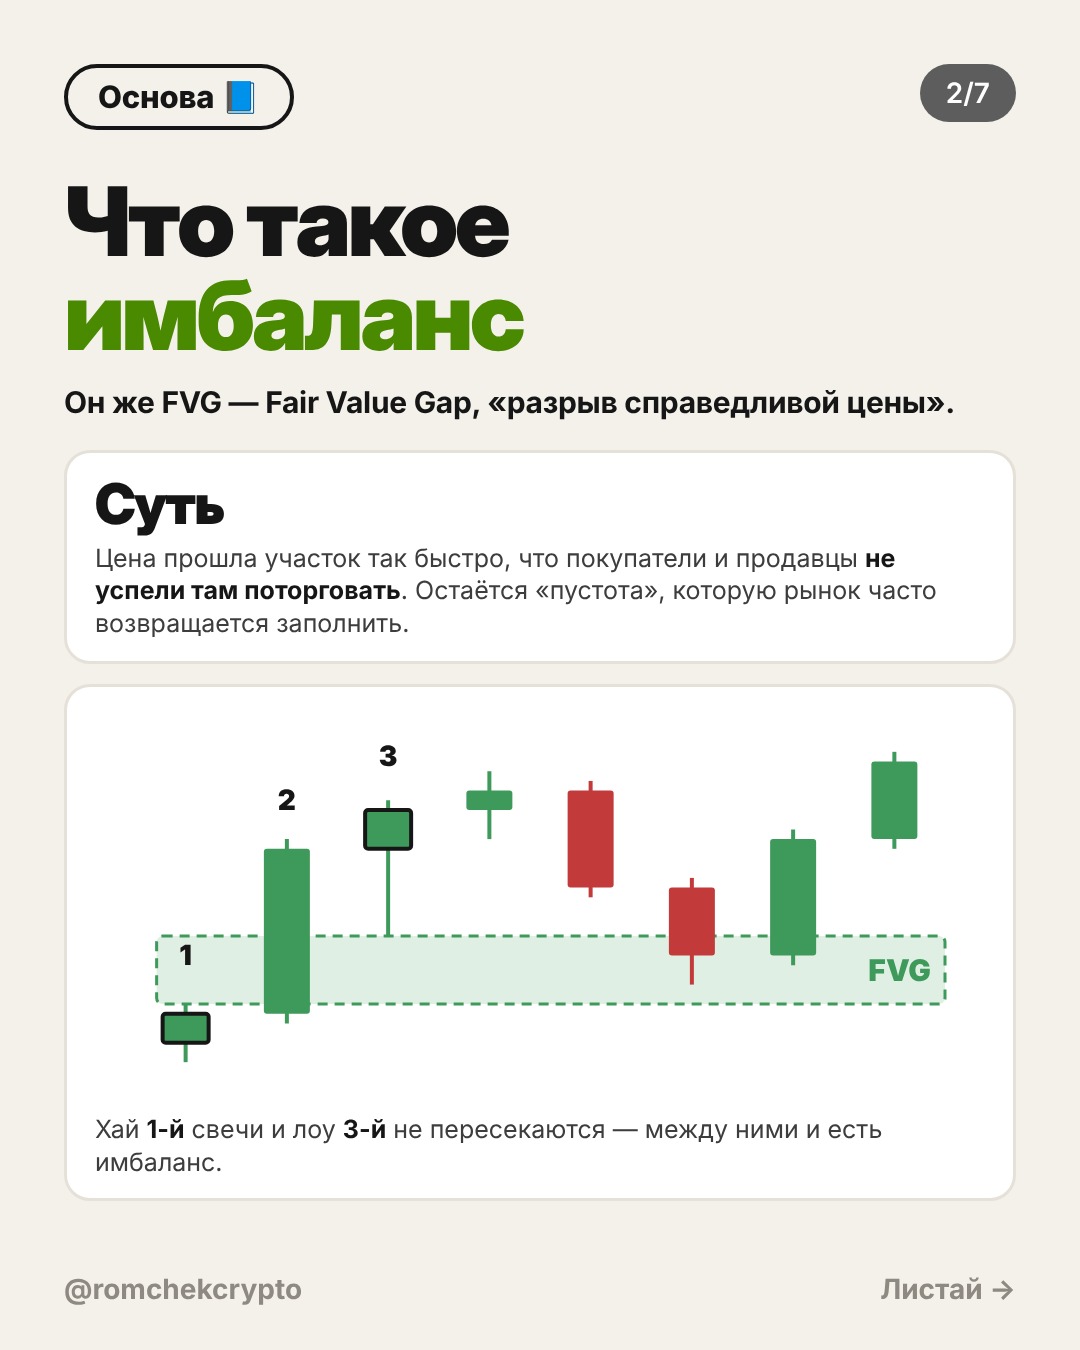 Основа 📘
2/7
Что такое
имбаланс
Он же FVG — Fair Value Gap, «разрыв справедливой цены».
Суть
Цена прошла участок так быстро, что покупатели и продавцы не
успели там поторговать. Остаётся «пустота», которую рынок часто
возвращается заполнить.
3
2
1
FVG
Хай 1-й свечи и лоу 3-й не пересекаются — между ними и есть
имбаланс.
@romchekcrypto
Листай →